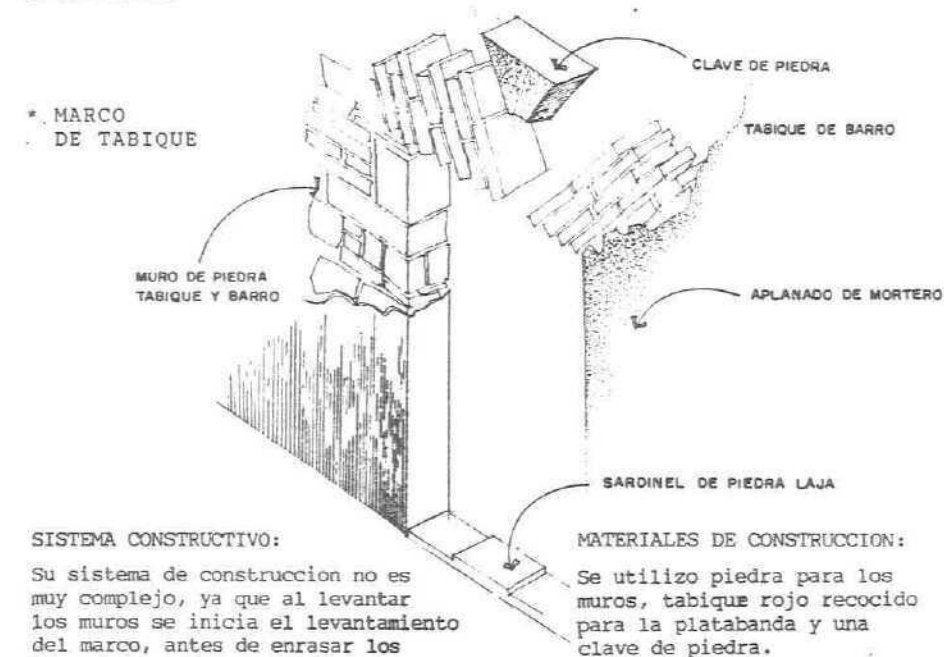 * MARCO
DE TABIQUE
CLAVE DE PIEDRA
TABIQUE DE BARRO
MURO DE PIEDRA
TABIQUE Y BARRO
APLANADO DE MORTERO
SARDINEL DE PIEDRA LAJA
SISTEMA CONSTRUCTIVO:
Su sistema de construccion no es
muy complejo, ya que al levantar
los muros se inicia el levantamiento
del marco, antes de enrasar los
MATERIALES DE CONSTRUCCION:
Se utilizo piedra para los
muros, tabique rojo recocido
para la platabanda y una
clave de piedra.